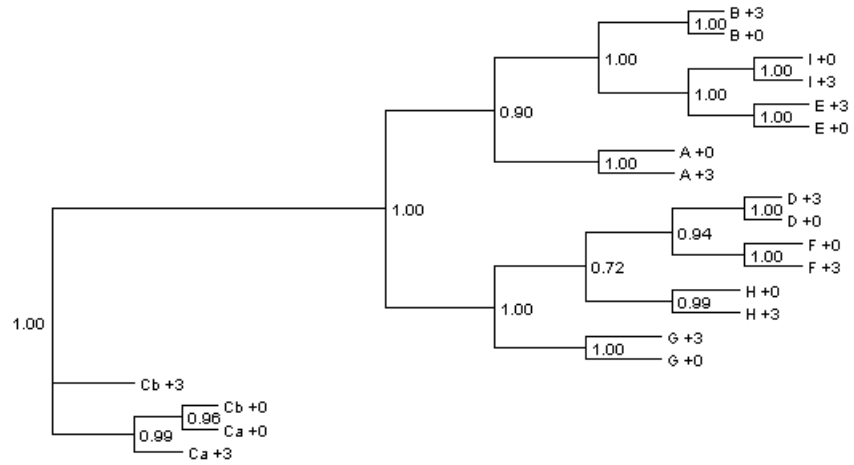 B +3
1.00
B +0
1.00
I +0
1.00
I +3
1.00
E +3
1.00
E +0
0.90
A +0
1.00
A +3
1.00
D +3
1.00
D +0
0.94
F +0
1.00
F +3
0.72
H +0
0.99
H +3
1.00
G +3
1.00
G +0
1.00
Cb +3
Cb +0
0.96
Ca +0
0.99
Ca +3